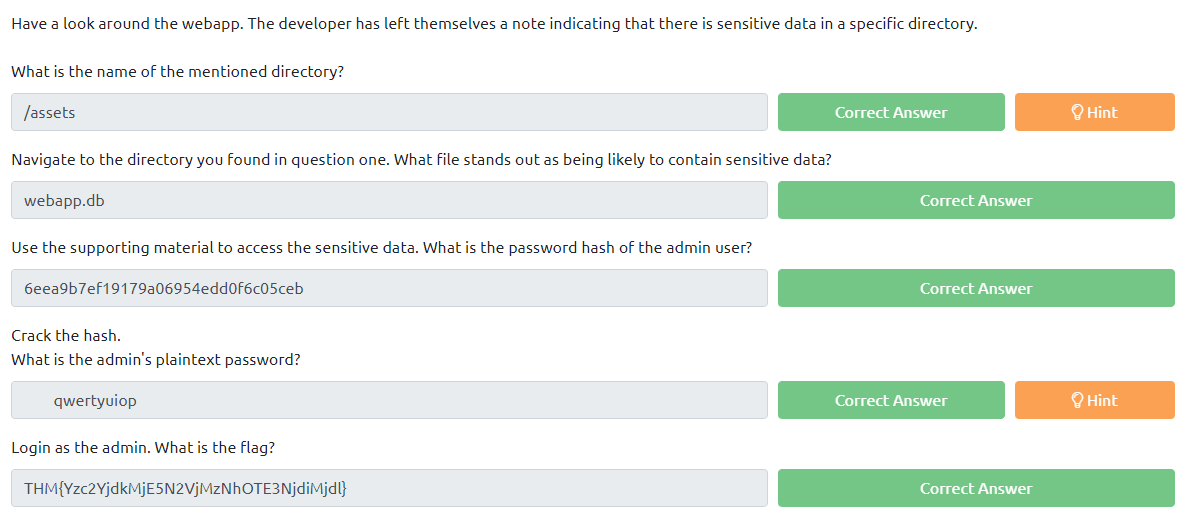 Have a look around the webapp. The developer has left themselves a note indicating that there is sensitive data in a specific directory.
What is the name of the mentioned directory?
/assets
Correct Answer
Hint
Navigate to the directory you found in question one. What file stands out as being likely to contain sensitive data?
webapp.db
Correct Answer
Use the supporting material to access the sensitive data. What is the password hash of the admin user?
6eea9b7ef19179a06954edd0f6c05ceb
Correct Answer
Crack the hash.
What is the admin's plaintext password?
qwertyuiop
Correct Answer
Hint
Login as the admin. What is the flag?
THM{Yzc2YjdkMjE5N2VjMzNhOTE3NjdiMjdl}
Correct Answer